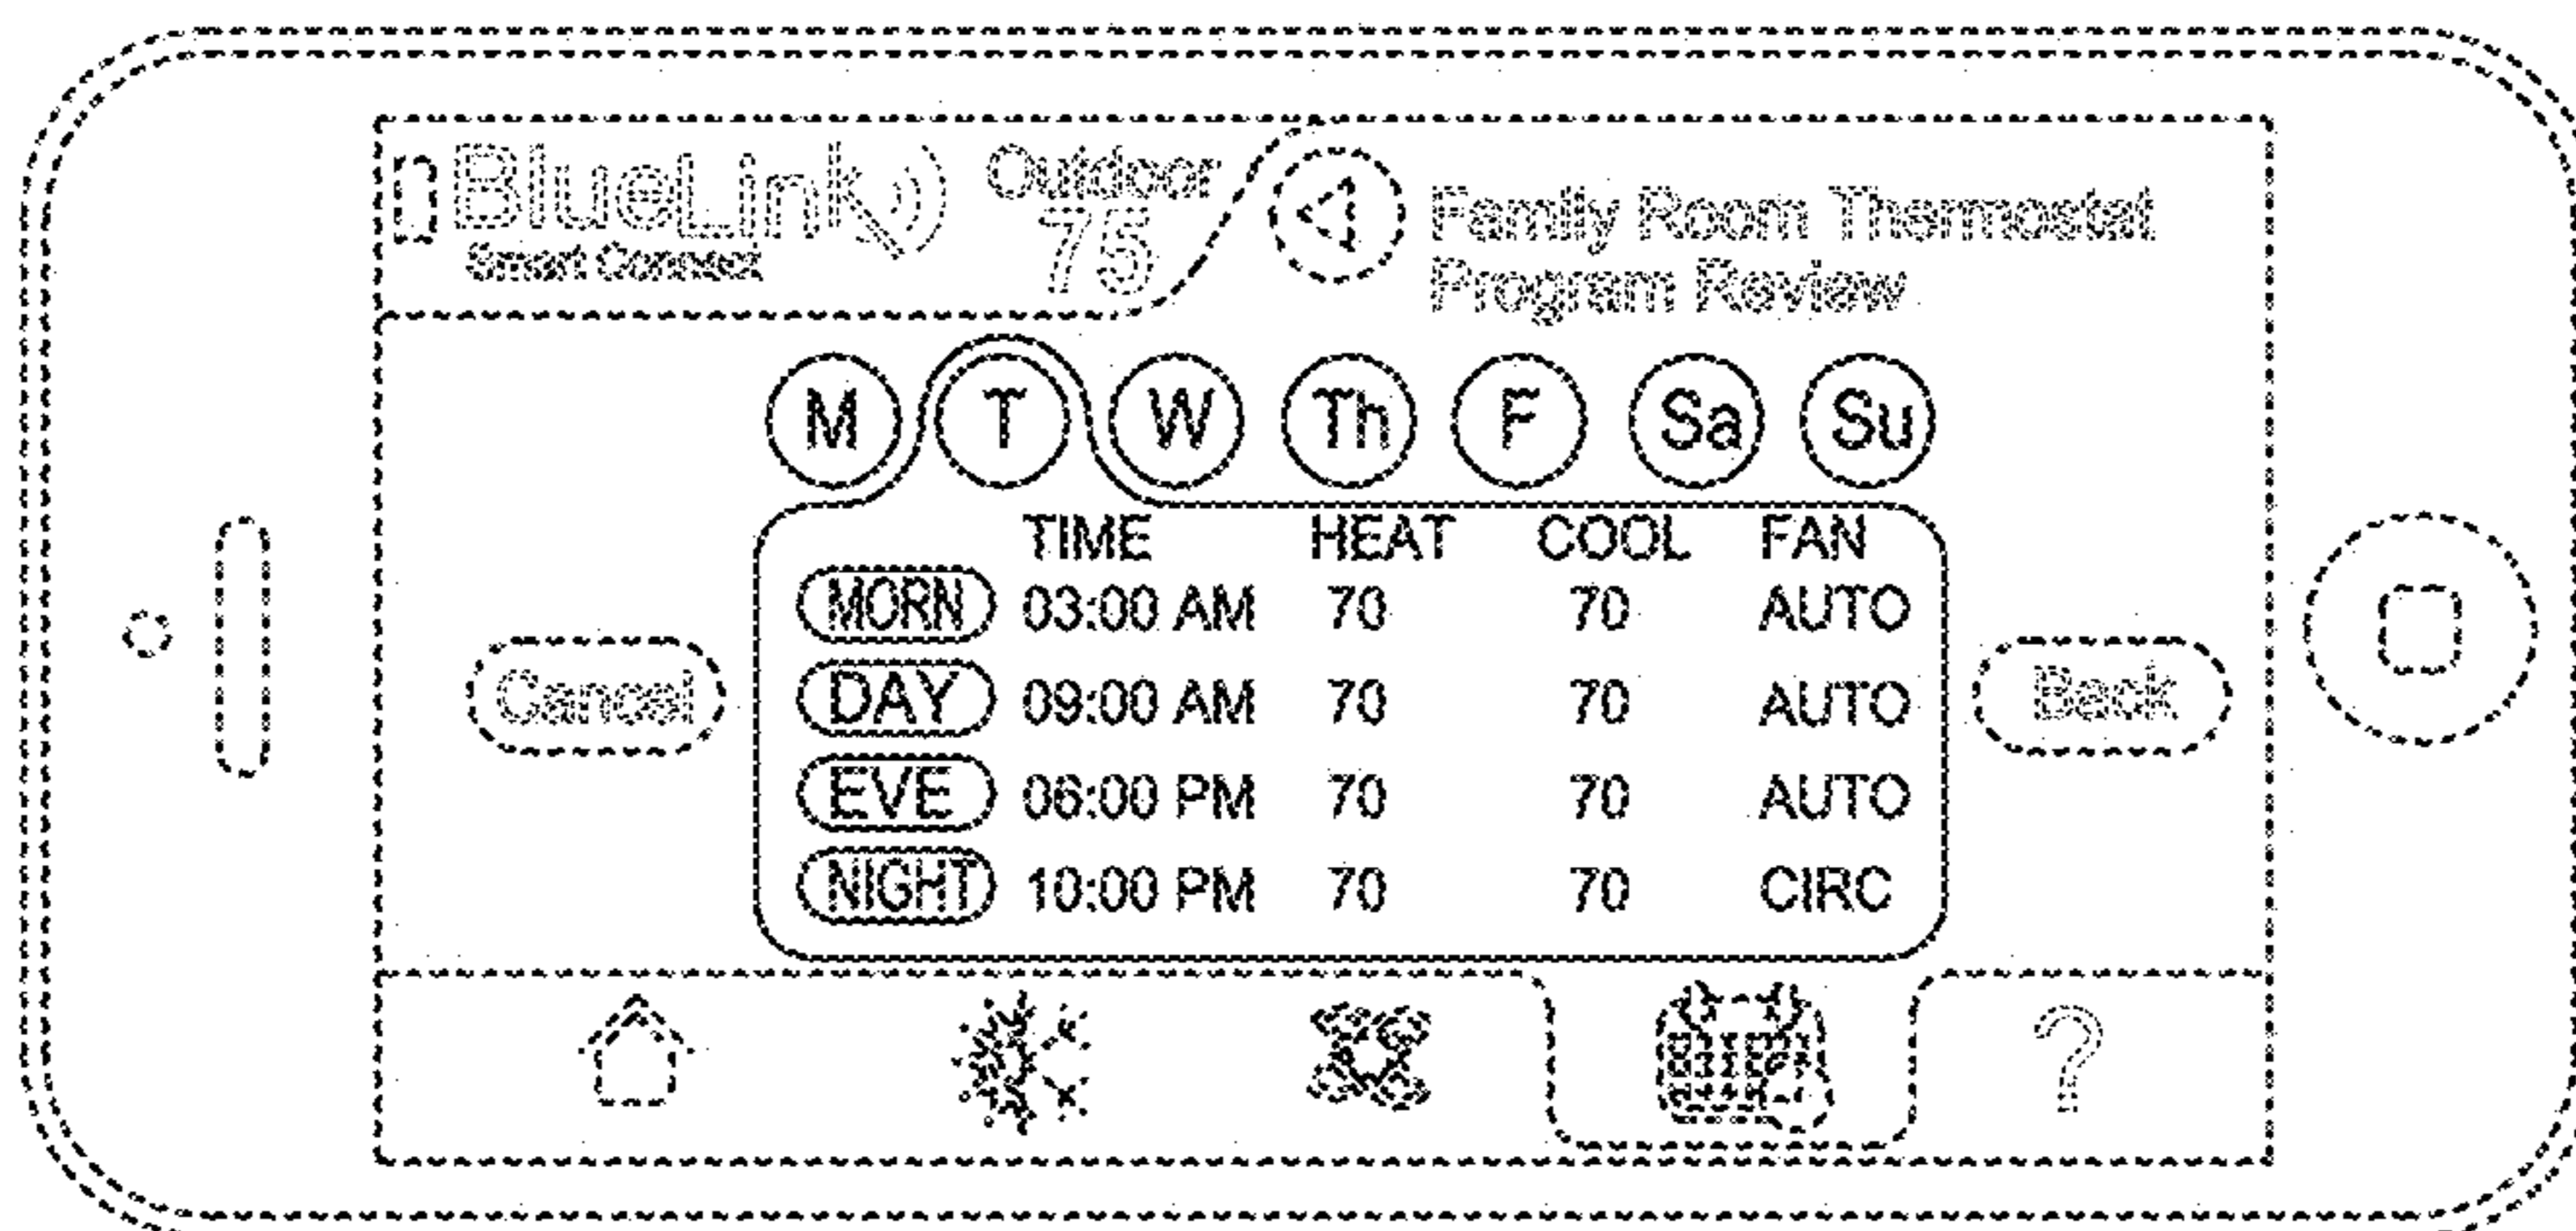 BlueLink
Smart Connect
Outdoor
75
Family Room Thermostat
Program Review
M T W Th F Sa Su
TIME HEAT COOL FAN
MORN 03:00 AM 70 70 AUTO
DAY 09:00 AM 70 70 AUTO
EVE 06:00 PM 70 70 AUTO
NIGHT 10:00 PM 70 70 CIRC
Cancel
Back
?